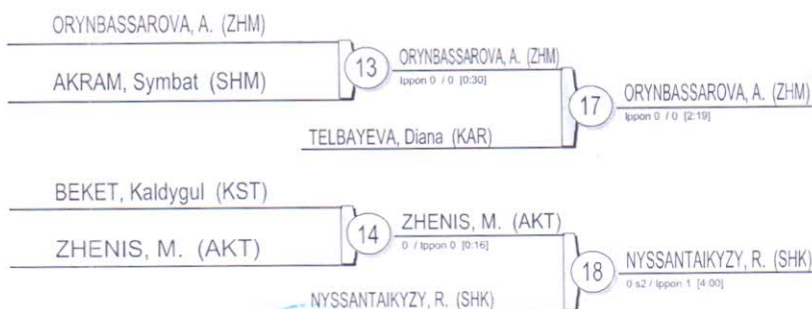 ORYNBASSAROVA, A. (ZHM)
AKRAM, Symbat (SHM)
13
ORYNBASSAROVA, A. (ZHM)
Ippon 0 / 0 [0:30]
TELBAYEVA, Diana (KAR)
17
ORYNBASSAROVA, A. (ZHM)
Ippon 0 / 0 [2:19]
BEKET, Kaldygul (KST)
ZHENIS, M. (AKT)
14
ZHENIS, M. (AKT)
0 / Ippon 0 [0:16]
NYSSANTAIKYZY, R. (SHK)
18
NYSSANTAIKYZY, R. (SHK)
0 s2 / Ippon 1 [4:00]